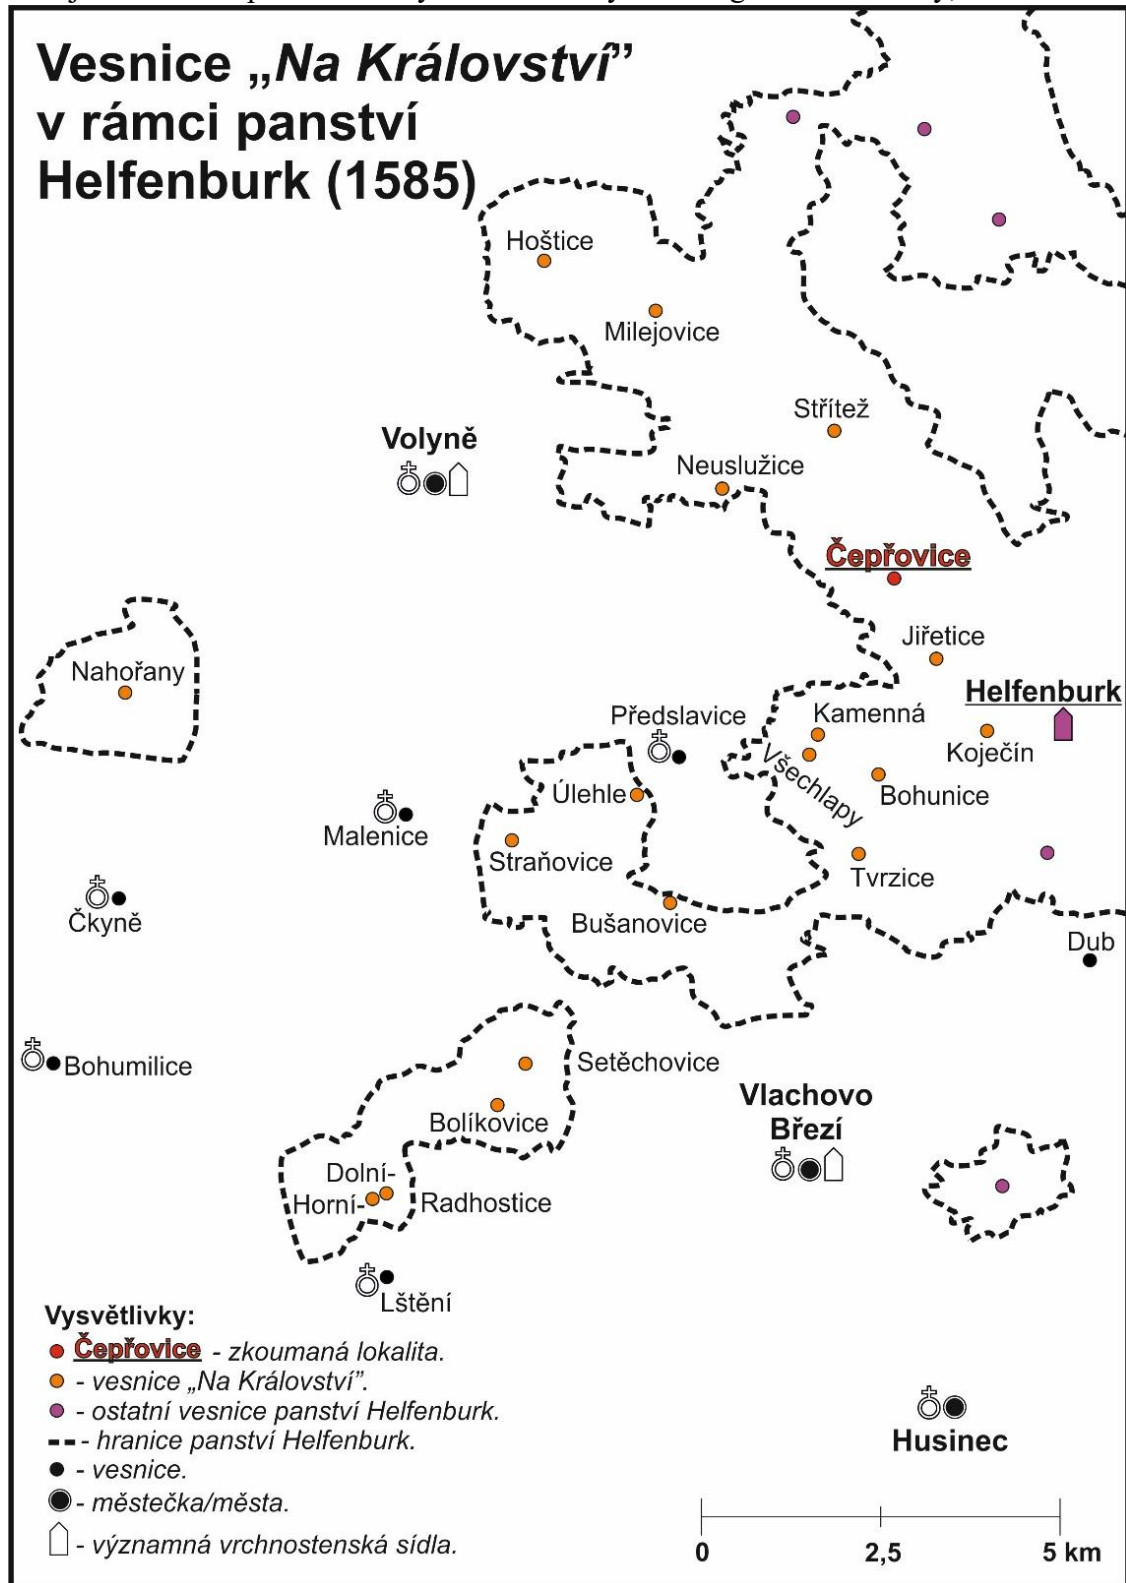 Vesnice „Na Království”
v rámci panství
Helfenburk (1585)
Hoštice
Milejovice
Střítež
Volyně
Neuslužice
Čepřovice
Jiřetice
Nahořany
Helfenburk
Předslavice
Kamenná
Koječín
Všechlapy
Úlehle
Bohunice
Malenice
Straňovice
Tvrzice
Čkyně
Bušanovice
Dub
Bohumilice
Setěchovice
Vlachovo
Březí
Bolíkovice
Dolní-
Horní-
Radhostice
Lštění
Vysvětlivky:
Čepřovice - zkoumaná lokalita.
- vesnice „Na Království”.
- ostatní vesnice panství Helfenburk.
- hranice panství Helfenburk.
- vesnice.
- městečka/města.
- významná vrchnostenská sídla.
Husinec
0 2,5 5 km